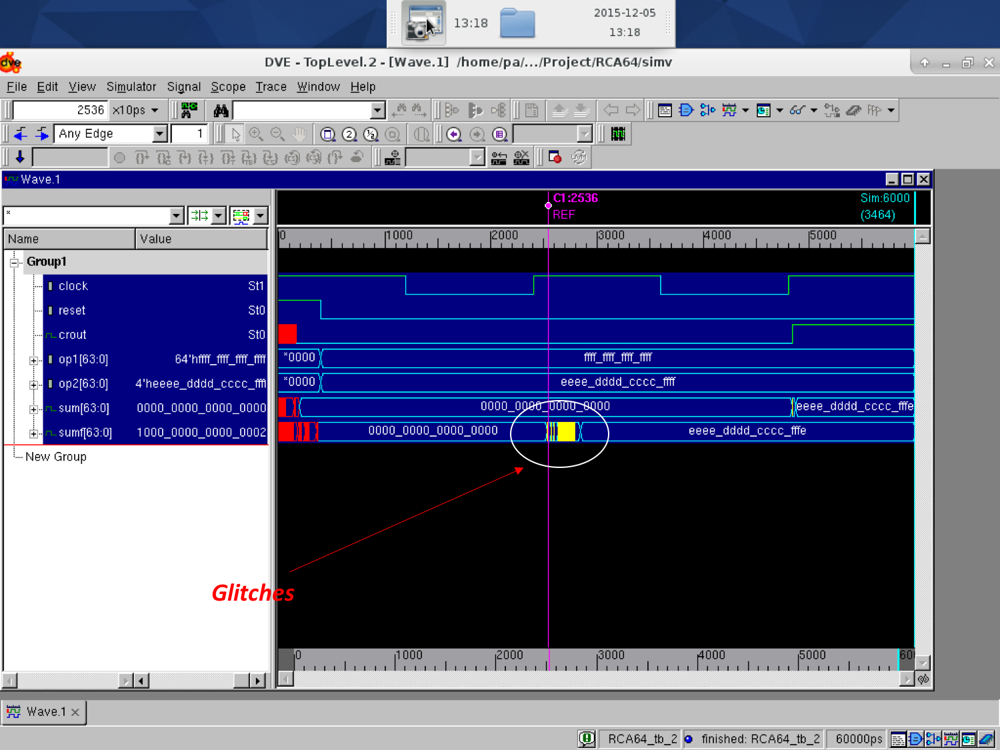 13:18
2015-12-05
13:18
dve
DVE - TopLevel.2 - [Wave.1] /home/pa/.../Project/RCA64/simv
File Edit View Simulator Signal Scope Trace Window Help
2536 x10ps
Any Edge 1
Wave.1
C1:2536
REF
Sim:6000
(3464)
*
Name Value
0 1000 2000 3000 4000 5000
Group1
clock St1
reset St0
crout St0
op1[63:0] 64'hffff_ffff_ffff_ffff
*0000 ffff_ffff_ffff_ffff
op2[63:0] 4'heeee_dddd_cccc_ffff
*0000 eeee_dddd_cccc_ffff
sum[63:0] 0000_0000_0000_0000
0000_0000_0000_0000 eeee_dddd_cccc_fffe
sumf[63:0] 1000_0000_0000_0002
0000_0000_0000_0000 eeee_dddd_cccc_fffe
New Group
Glitches
0 1000 2000 3000 4000 5000 60
Wave.1
RCA64_tb_2 finished: RCA64_tb_2 60000ps